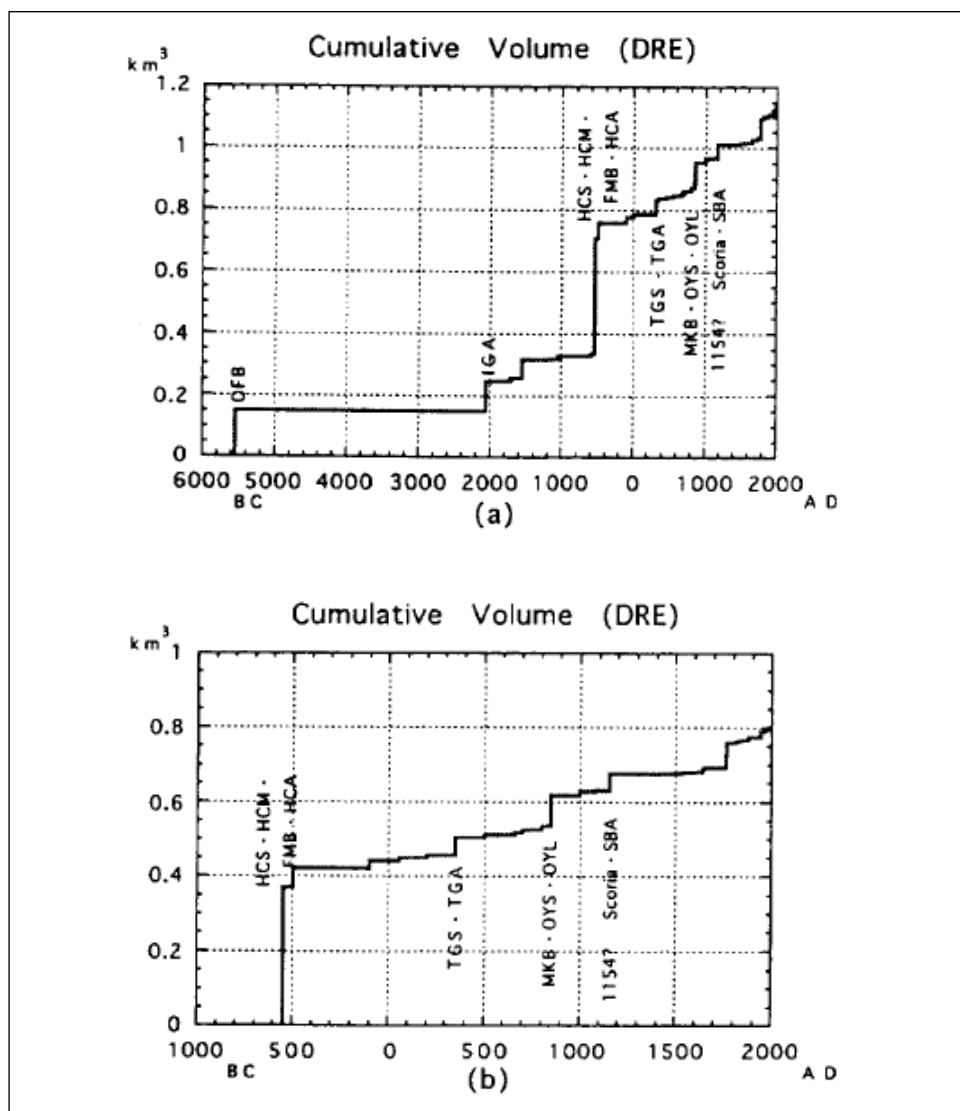 Cumulative Volume (DRE)
km3
1.2
1
0.8
0.6
0.4
0.2
0
OFB
IGA
HCS · HCM ·
FMB · HCA
TGS · TGA
MKB · OYS · OYL
1154? Scoria · SBA
6000 5000 4000 3000 2000 1000 0 1000 2000
BC AD
(a)
Cumulative Volume (DRE)
km3
1
0.8
0.6
0.4
0.2
0
HCS · HCM ·
FMB · HCA
TGS · TGA
MKB · OYS · OYL
1154? Scoria · SBA
1000 500 0 500 1000 1500 2000
BC AD
(b)